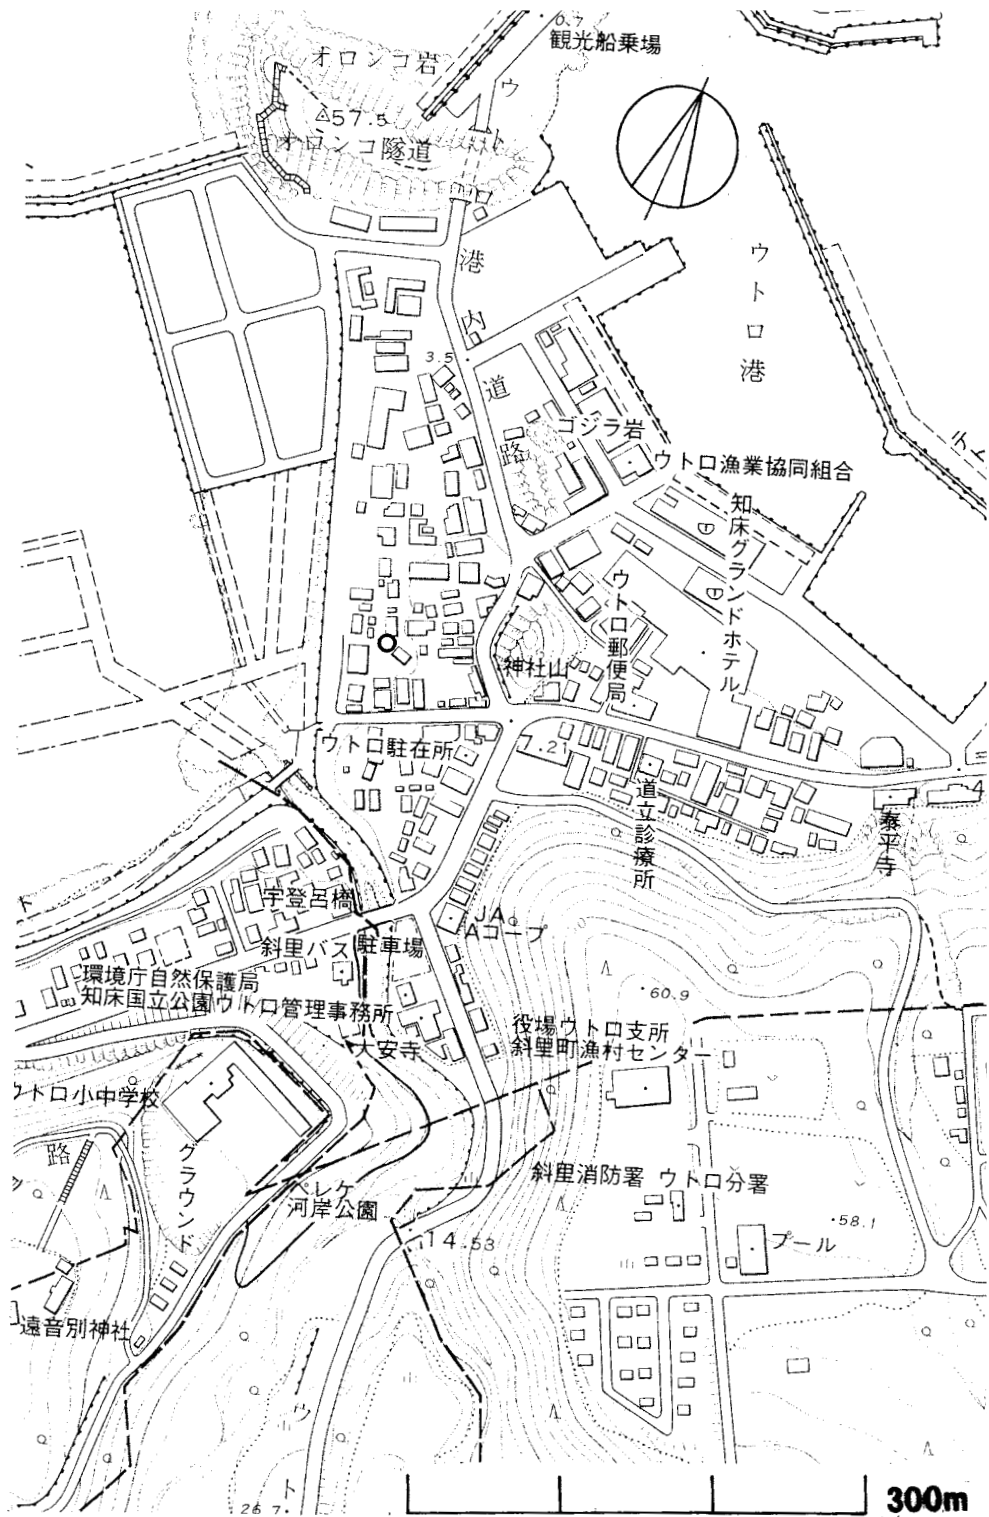 0.7
観光船乗場
オロンコ岩
57.5
オロンコ隧道
ウトロ港内道路
ウトロ港
3.5
ゴジラ岩
ウトロ漁業協同組合
知床グランドホテル
ウトロ郵便局
神社山
ウトロ駐在所
7.21
道立診療所
泰平寺
宇登呂橋
JA
Aコープ
斜里バス駐車場
環境庁自然保護局
知床国立公園ウトロ管理事務所
60.9
役場ウトロ支所
斜里町漁村センター
大安寺
ウトロ小中学校
路
グラウンド
斜里消防署 ウトロ分署
ペレケ
河岸公園
58.1
プール
14.53
遠音別神社
ウト
26.7
300m